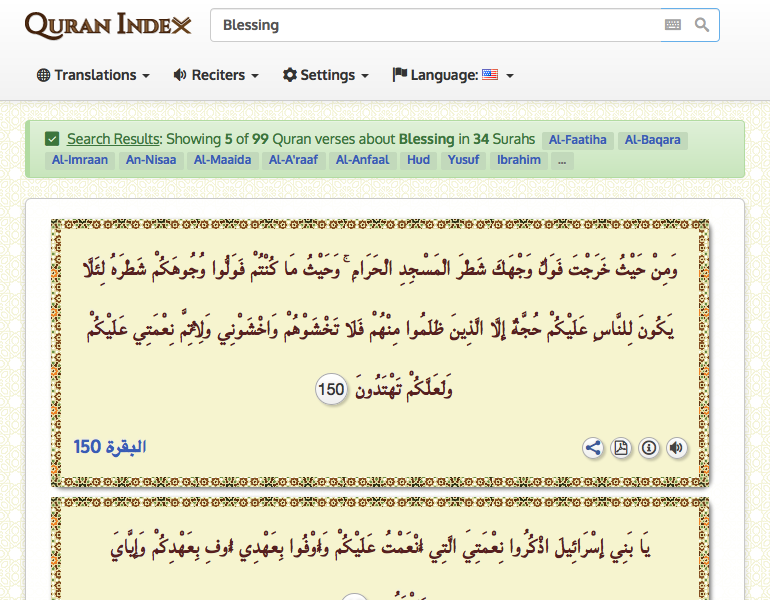 QURAN INDEX
Blessing
Translations
Reciters
Settings
Language:
Search Results: Showing 5 of 99 Quran verses about Blessing in 34 Surahs Al-Faatiha Al-Baqara
Al-Imraan An-Nisaa Al-Maaida Al-A'raaf Al-Anfaal Hud Yusuf Ibrahim ...
وَمِنْ حَيْثُ خَرَجْتَ فَوَلِّ وَجْهَكَ شَطْرَ الْمَسْجِدِ الْحَرَامِ ۚ وَحَيْثُ مَا كُنْتُمْ فَوَلُّوا وُجُوهَكُمْ شَطْرَهُ لِئَلَّا
يَكُونَ لِلنَّاسِ عَلَيْكُمْ حُجَّةٌ إِلَّا الَّذِينَ ظَلَمُوا مِنْهُمْ فَلَا تَخْشَوْهُمْ وَاخْشَوْنِي وَلِأُتِمَّ نِعْمَتِي عَلَيْكُمْ
وَلَعَلَّكُمْ تَهْتَدُونَ 150
البقرة 150
يَا بَنِي إِسْرَائِيلَ اذْكُرُوا نِعْمَتِيَ الَّتِي أَنْعَمْتُ عَلَيْكُمْ وَأَوْفُوا بِعَهْدِي أُوفِ بِعَهْدِكُمْ وَإِيَّايَ